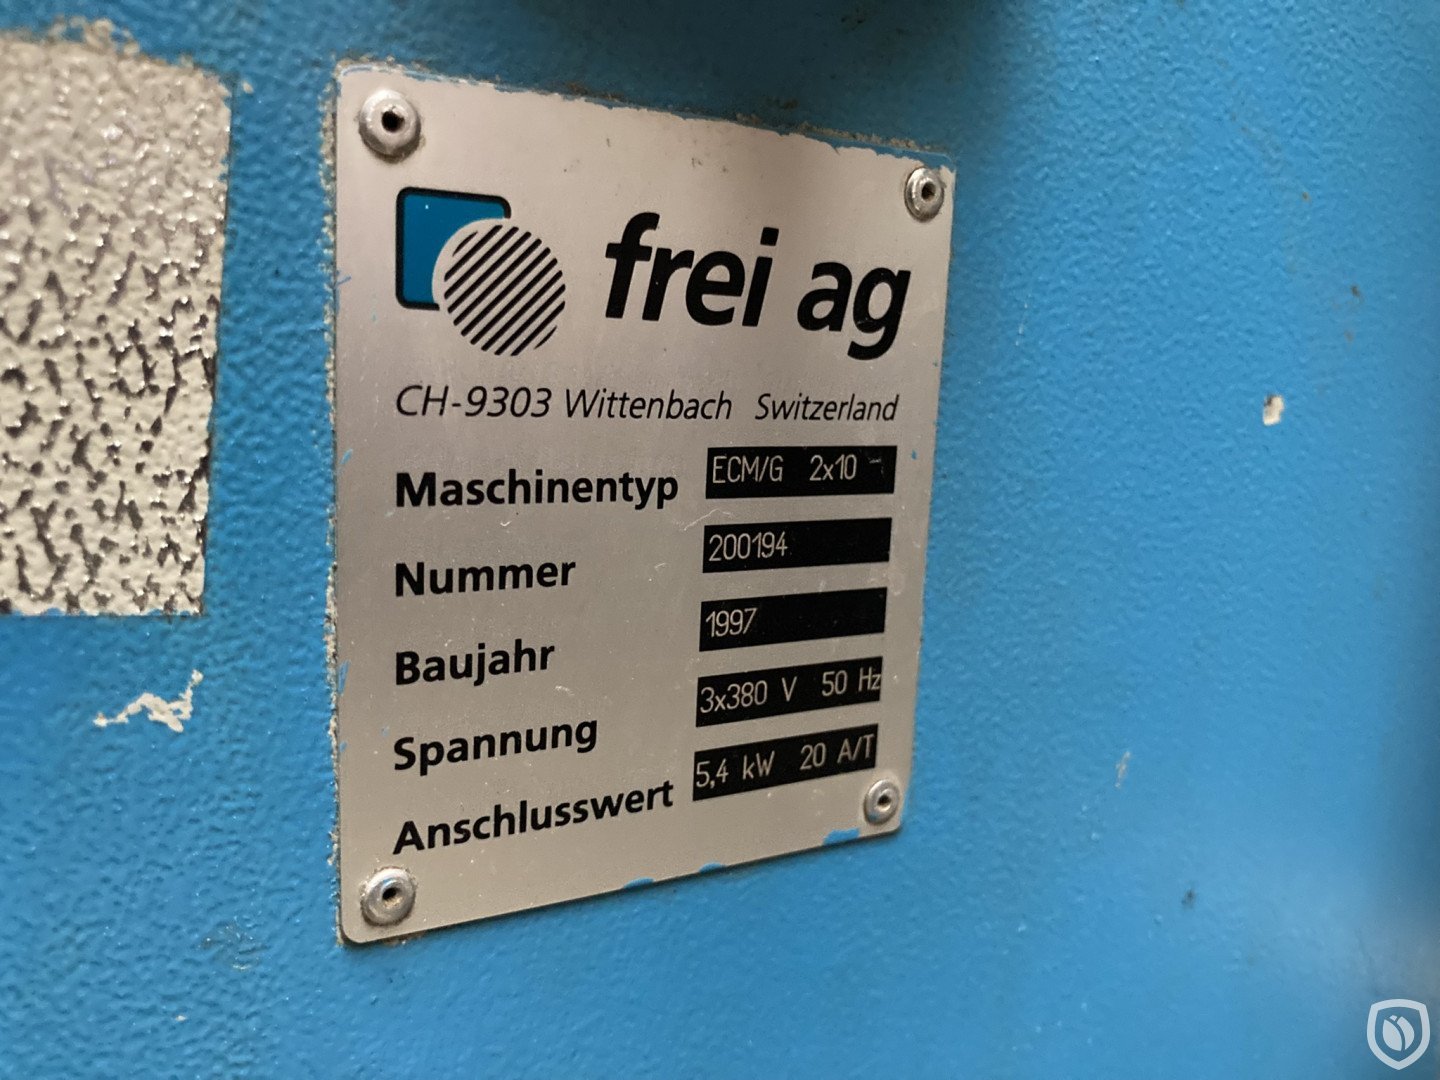 frei ag
CH-9303 Wittenbach Switzerland
Maschinentyp ECM/G 2x10
Nummer 200194
Baujahr 1997
Spannung 3x380 V 50 Hz
Anschlusswert 5,4 kW 20 A/T